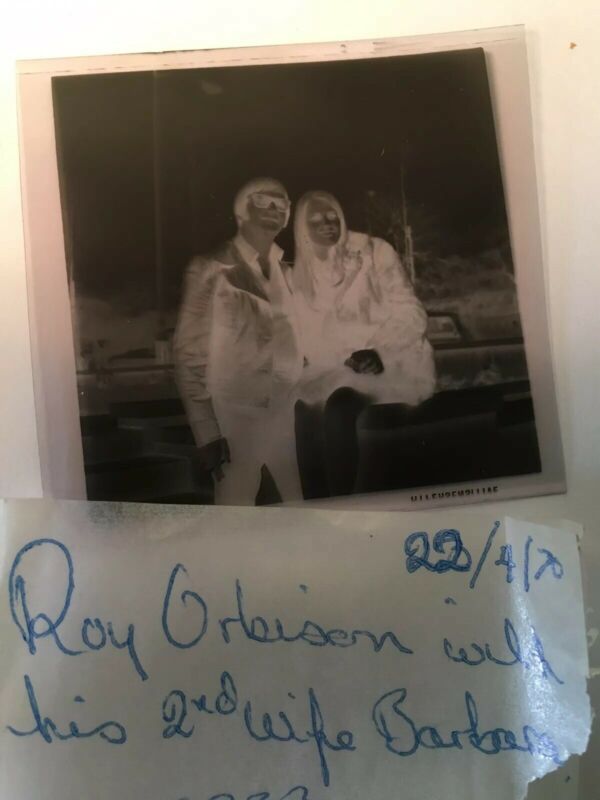 22/4/70
Roy Orbison with
his 2nd Wife Barbara